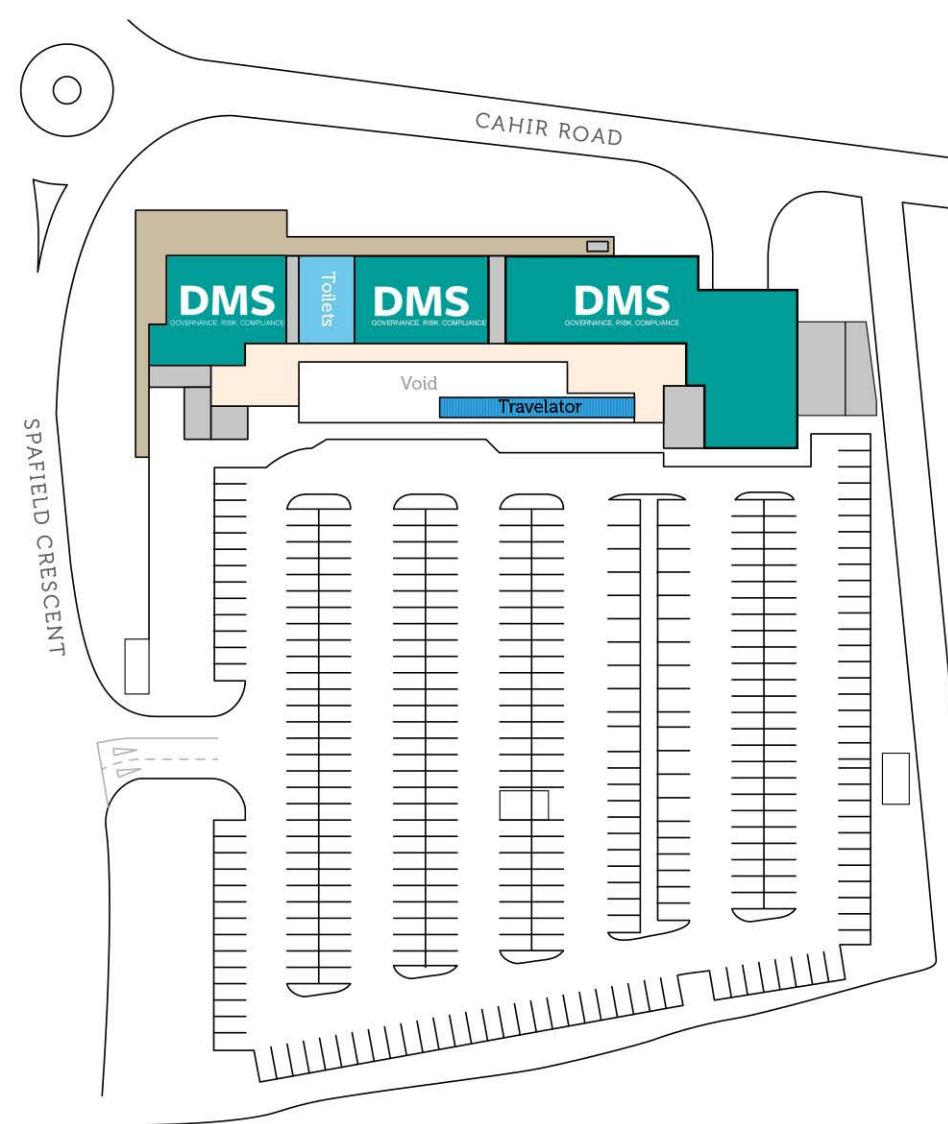 CAHIR ROAD
DMS
GOVERNANCE. RISK. COMPLIANCE
Toilets
DMS
GOVERNANCE. RISK. COMPLIANCE
DMS
GOVERNANCE. RISK. COMPLIANCE
Void
Travelator
SPAFIELD CRESCENT